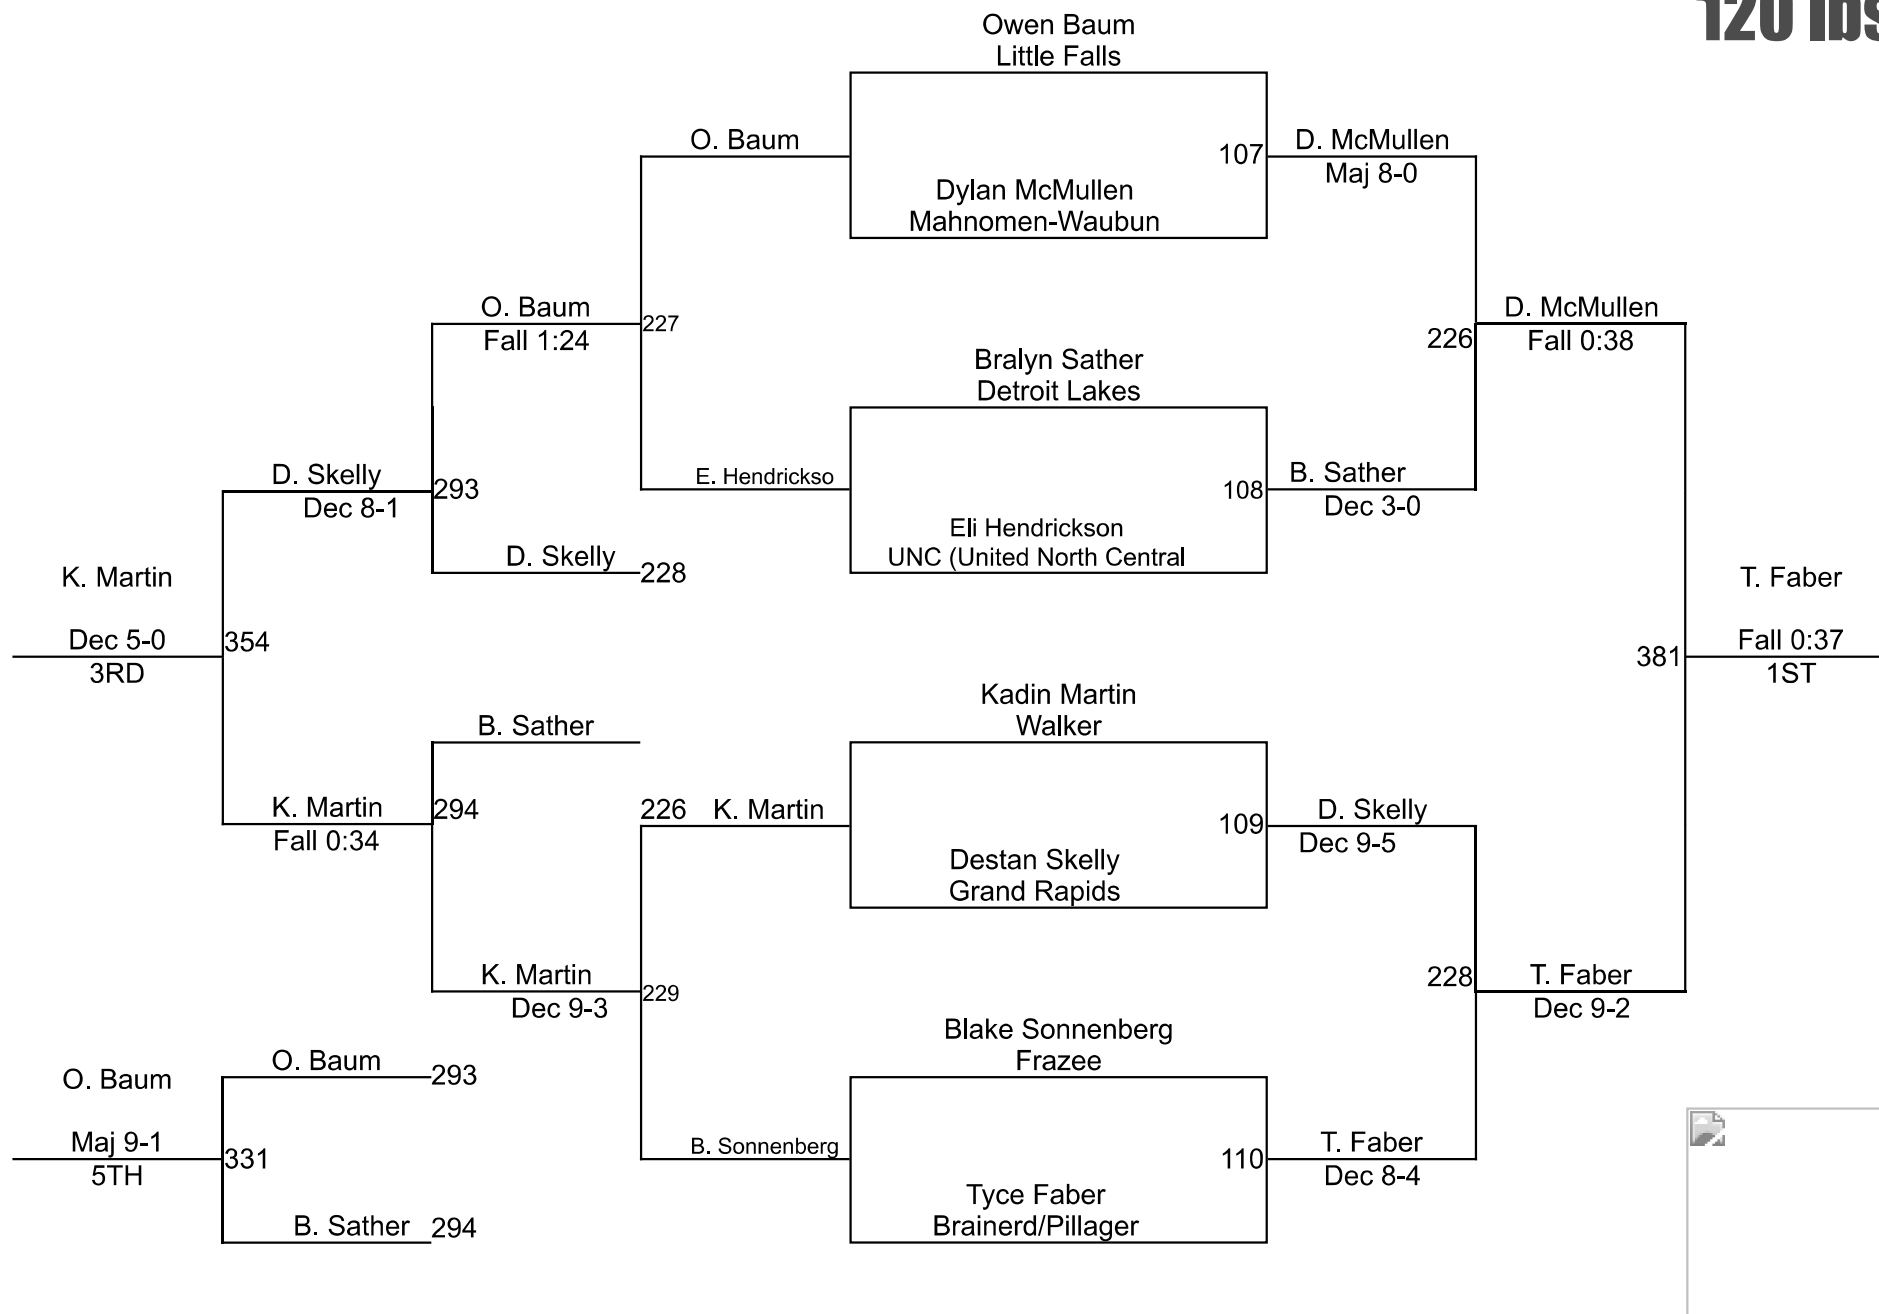 120 lbs
Owen Baum
Little Falls
O. Baum
107
D. McMullen
Maj 8-0
Dylan McMullen
Mahnomen-Waubun
O. Baum
Fall 1:24
227
226
D. McMullen
Fall 0:38
Bralyn Sather
Detroit Lakes
D. Skelly
Dec 8-1
293
E. Hendrickso
108
B. Sather
Dec 3-0
Eli Hendrickson
UNC (United North Central
D. Skelly
228
K. Martin
Dec 5-0
3RD
354
T. Faber
Fall 0:37
1ST
381
Kadin Martin
Walker
B. Sather
K. Martin
Fall 0:34
294
226
K. Martin
109
D. Skelly
Dec 9-5
Destan Skelly
Grand Rapids
K. Martin
Dec 9-3
229
228
T. Faber
Dec 9-2
Blake Sonnenberg
Frazee
O. Baum
293
O. Baum
Maj 9-1
5TH
331
B. Sonnenberg
110
T. Faber
Dec 8-4
Tyce Faber
Brainerd/Pillager
B. Sather
294